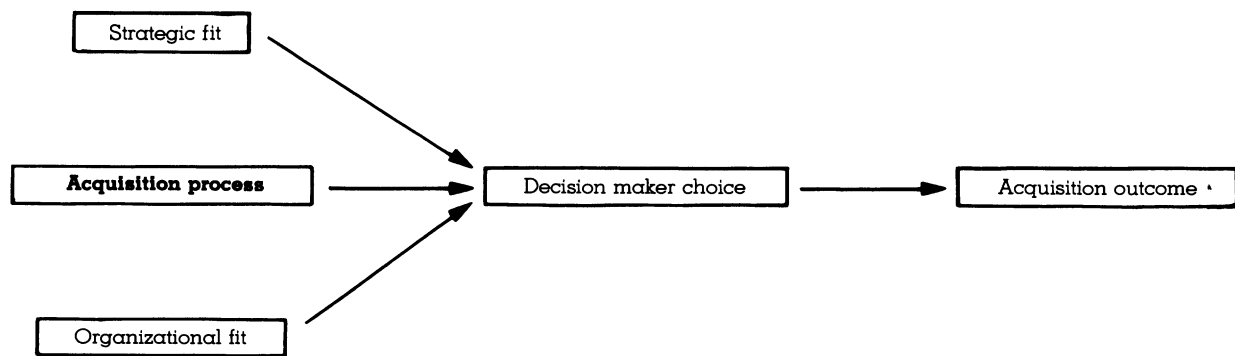 Strategic fit
Acquisition process
Decision maker choice
Acquisition outcome
Organizational fit